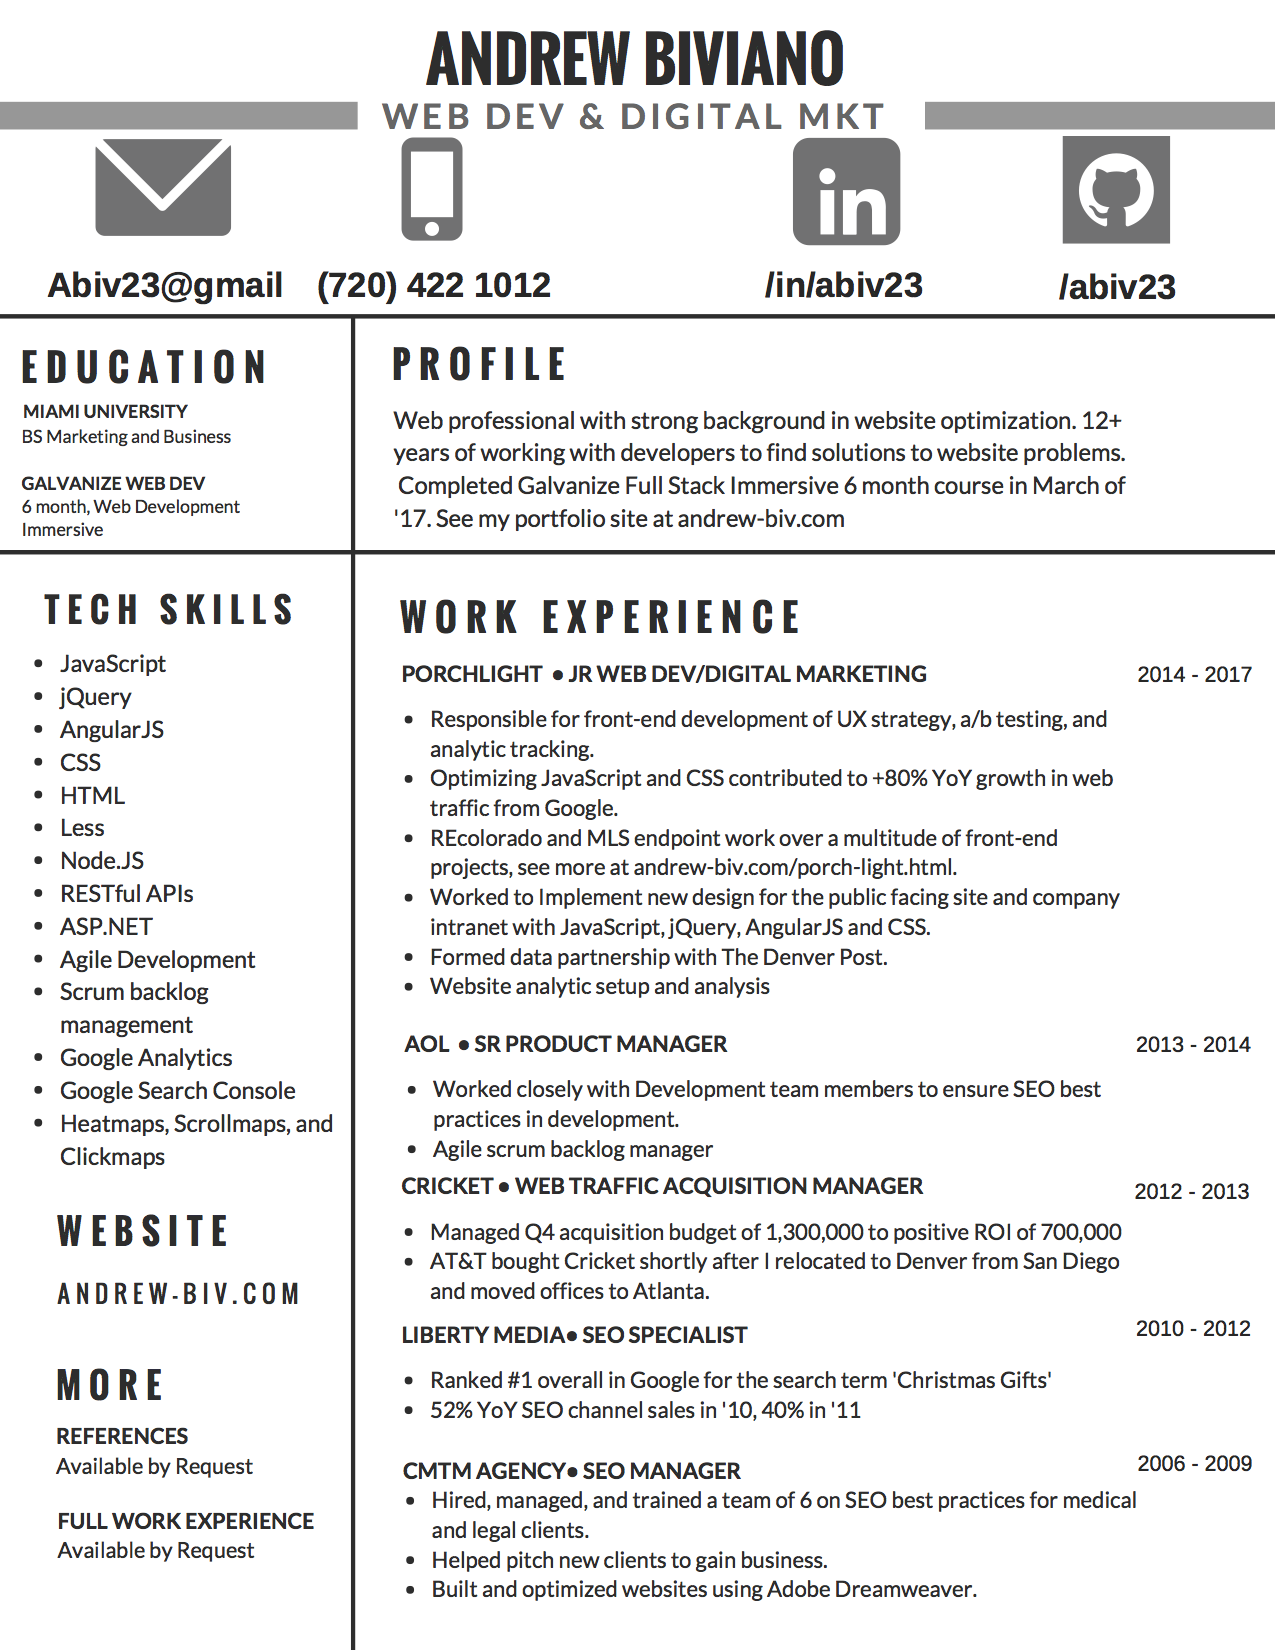 ANDREW BIVIANO
WEB DEV & DIGITAL MKT
in
Abiv23@gmail
(720) 422 1012
/in/abiv23
/abiv23
EDUCATION
MIAMI UNIVERSITY
BS Marketing and Business
GALVANIZE WEB DEV
6 month, Web Development
Immersive
PROFILE
Web professional with strong background in website optimization. 12+
years of working with developers to find solutions to website problems.
Completed Galvanize Full Stack Immersive 6 month course in March of
'17. See my portfolio site at andrew-biv.com
TECH SKILLS
• JavaScript
• jQuery
• AngularJS
• CSS
• HTML
• Less
• Node.JS
• RESTful APIs
• ASP.NET
• Agile Development
• Scrum backlog
management
• Google Analytics
• Google Search Console
• Heatmaps, Scrollmaps, and
Clickmaps
WEBSITE
ANDREW-BIV.COM
MORE
REFERENCES
Available by Request
FULL WORK EXPERIENCE
Available by Request
WORK EXPERIENCE
PORCHLIGHT ● JR WEB DEV/DIGITAL MARKETING 2014 - 2017
• Responsible for front-end development of UX strategy, a/b testing, and
analytic tracking.
• Optimizing JavaScript and CSS contributed to +80% YoY growth in web
traffic from Google.
• REcolorado and MLS endpoint work over a multitude of front-end
projects, see more at andrew-biv.com/porch-light.html.
• Worked to Implement new design for the public facing site and company
intranet with JavaScript, jQuery, AngularJS and CSS.
• Formed data partnership with The Denver Post.
• Website analytic setup and analysis
AOL ● SR PRODUCT MANAGER 2013 - 2014
• Worked closely with Development team members to ensure SEO best
practices in development.
• Agile scrum backlog manager
CRICKET ● WEB TRAFFIC ACQUISITION MANAGER 2012 - 2013
• Managed Q4 acquisition budget of 1,300,000 to positive ROI of 700,000
• AT&T bought Cricket shortly after I relocated to Denver from San Diego
and moved offices to Atlanta.
LIBERTY MEDIA● SEO SPECIALIST 2010 - 2012
• Ranked #1 overall in Google for the search term 'Christmas Gifts'
• 52% YoY SEO channel sales in '10, 40% in '11
CMTM AGENCY● SEO MANAGER 2006 - 2009
• Hired, managed, and trained a team of 6 on SEO best practices for medical
and legal clients.
• Helped pitch new clients to gain business.
• Built and optimized websites using Adobe Dreamweaver.